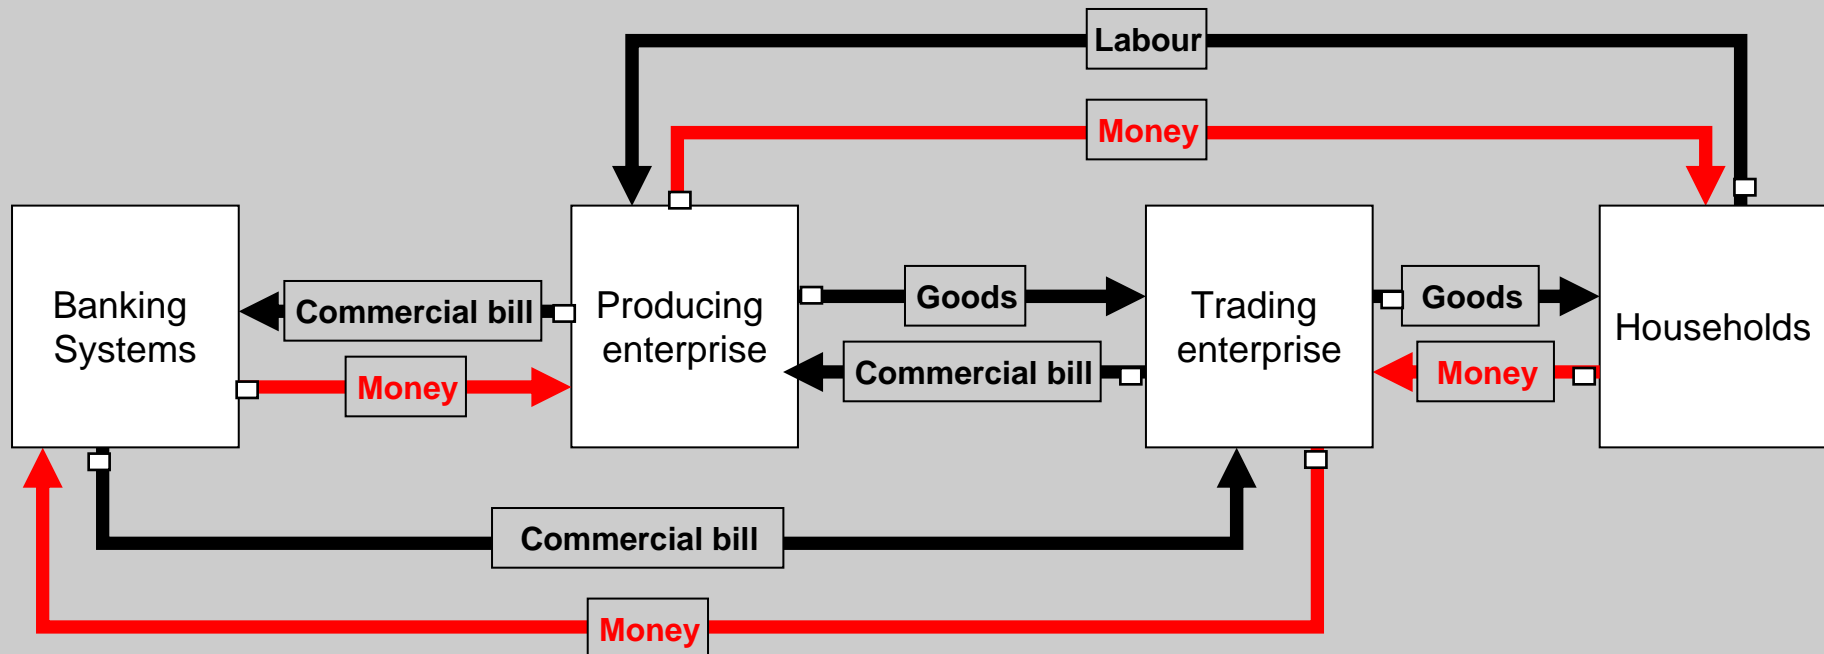 Labour
Money
Banking
Systems
Commercial bill
Money
Producing
enterprise
Goods
Commercial bill
Trading
enterprise
Goods
Money
Households
Commercial bill
Money